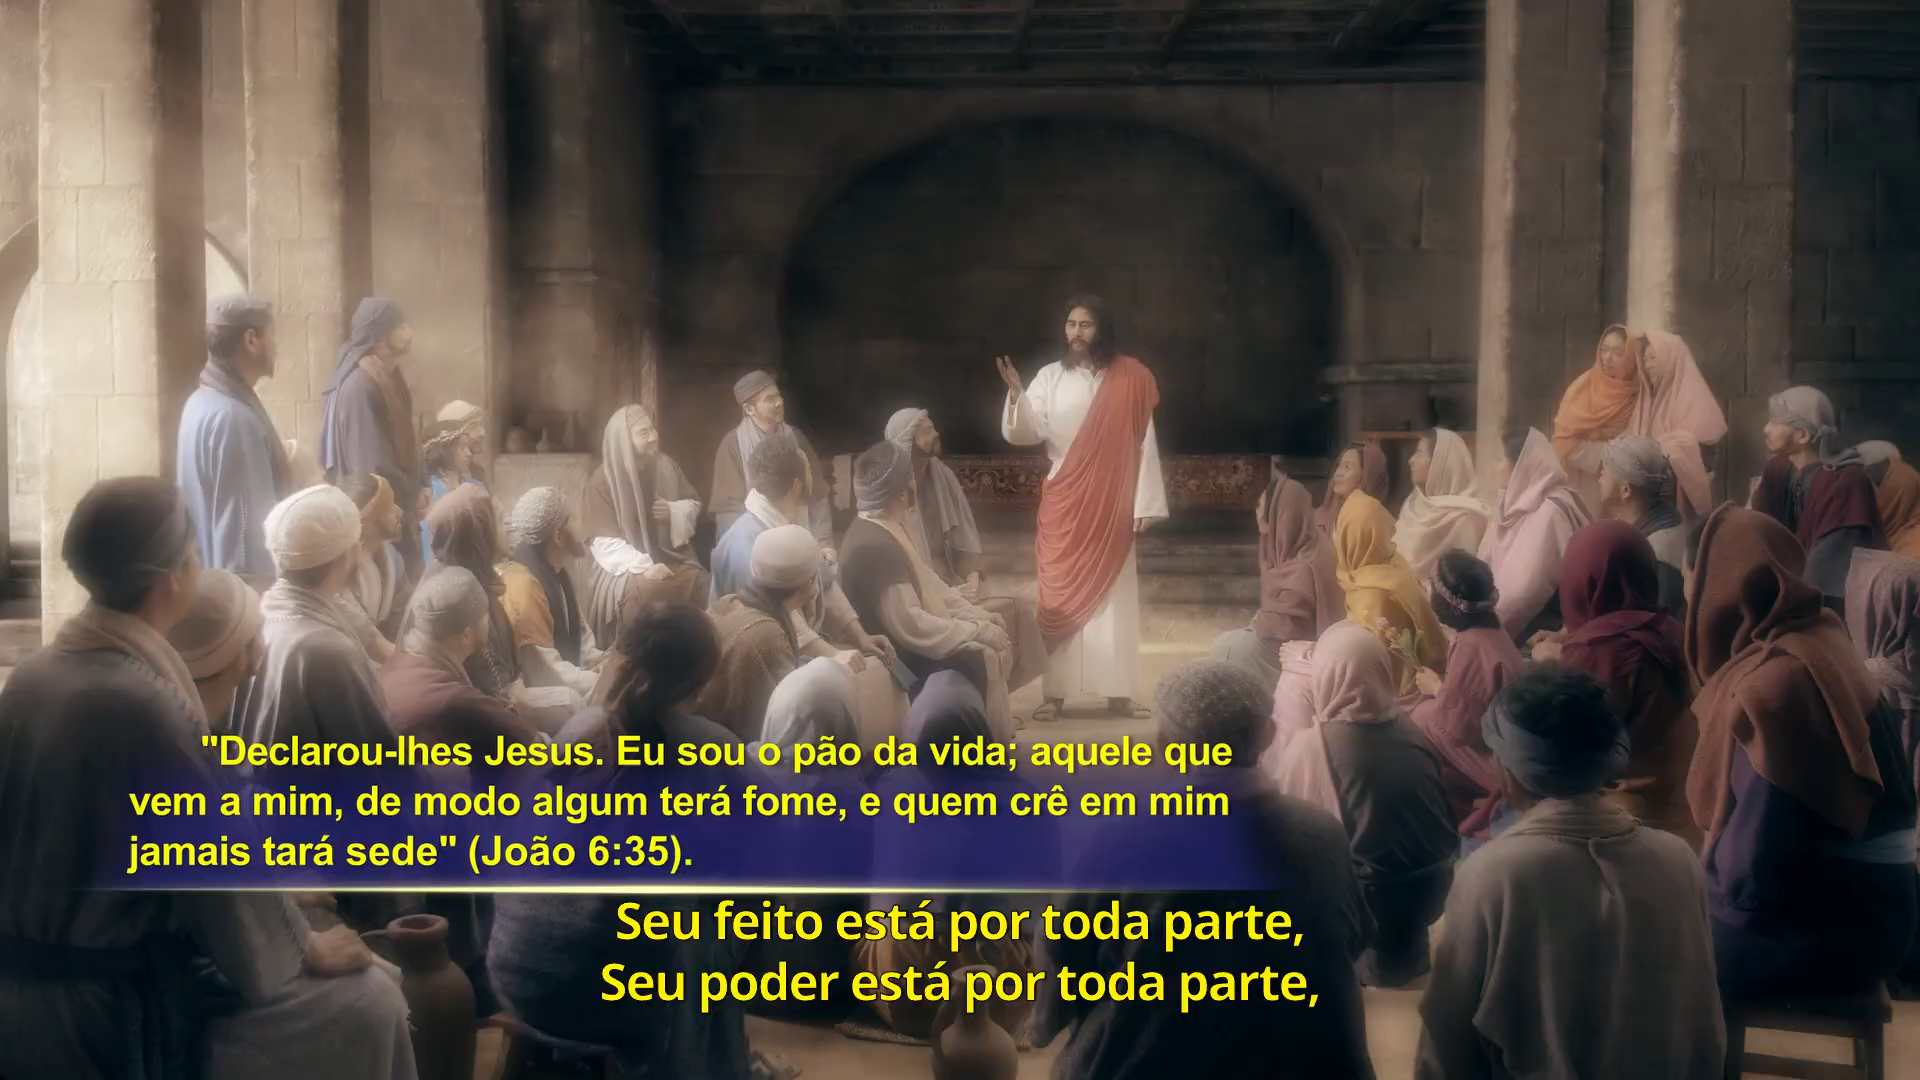 "Declarou-lhes Jesus. Eu sou o pão da vida; aquele que
vem a mim, de modo algum terá fome, e quem crê em mim
jamais tará sede" (João 6:35).
Seu feito está por toda parte,
Seu poder está por toda parte,